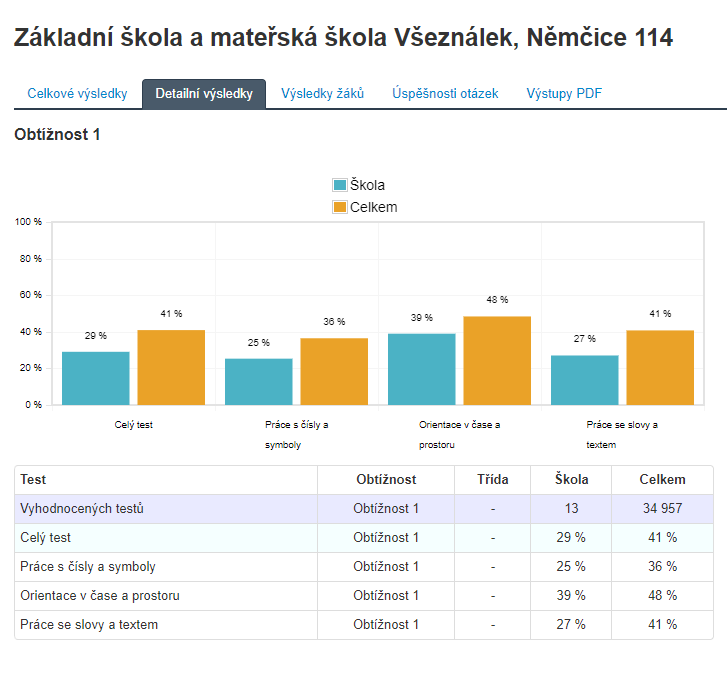 Základní škola a mateřská škola Všeználek, Němčice 114
Celkové výsledky Detailní výsledky Výsledky žáků Úspěšnosti otázek Výstupy PDF
Obtížnost 1
Škola
Celkem
100 %
80 %
60 %
40 %
20 %
0 %
29 % 41 % 25 % 36 % 39 % 48 % 27 % 41 %
Celý test Práce s čísly a Orientace v čase a Práce se slovy a
symboly prostoru textem
Test Obtížnost Třída Škola Celkem
Vyhodnocených testů Obtížnost 1 - 13 34 957
Celý test Obtížnost 1 - 29 % 41 %
Práce s čísly a symboly Obtížnost 1 - 25 % 36 %
Orientace v čase a prostoru Obtížnost 1 - 39 % 48 %
Práce se slovy a textem Obtížnost 1 - 27 % 41 %